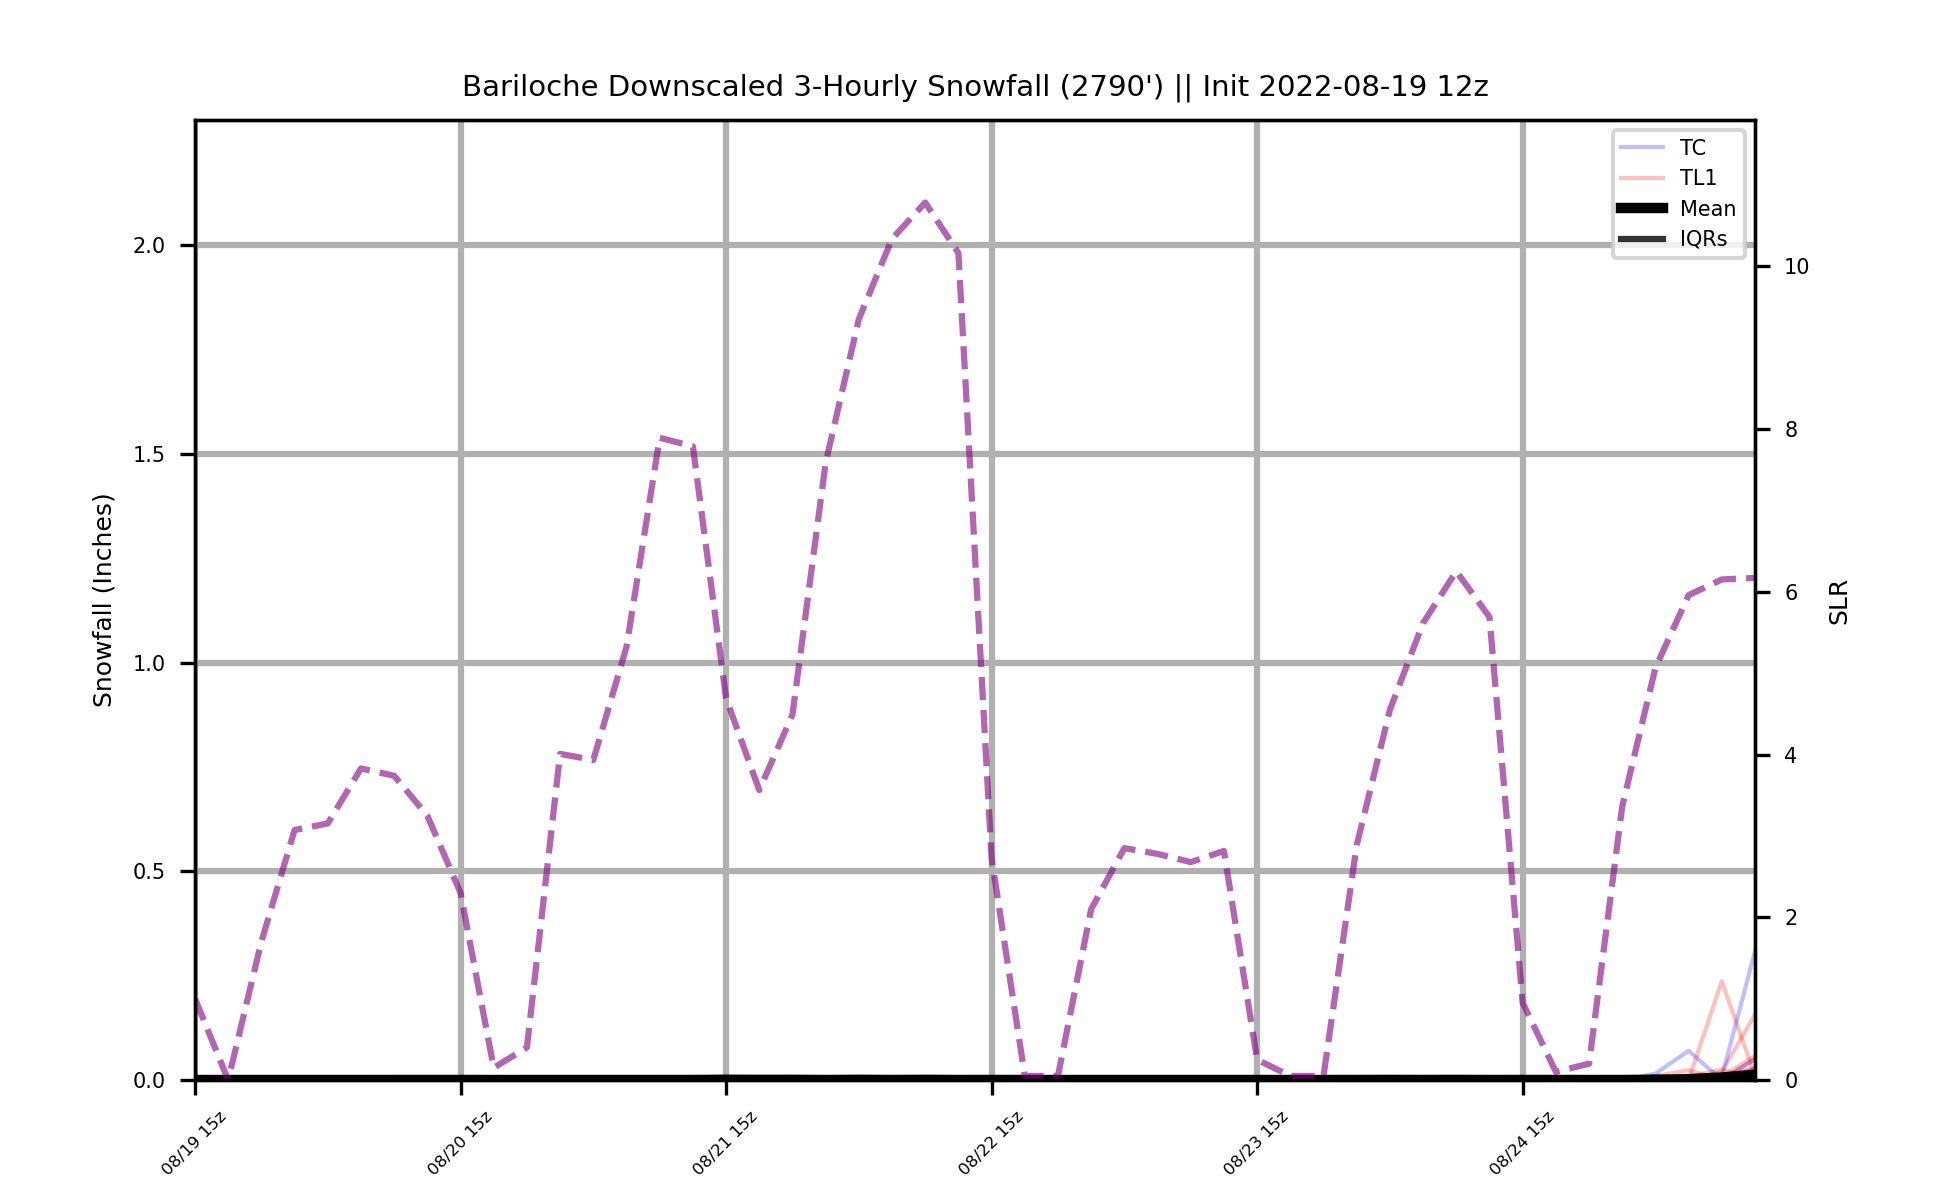 Bariloche Downscaled 3-Hourly Snowfall (2790') || Init 2022-08-19 12z
TC
TL1
Mean
IQRs
Snowfall (Inches)
2.0
1.5
1.0
0.5
0.0
10
8
6
4
2
0
SLR
08/19 15z
08/20 15z
08/21 15z
08/22 15z
08/23 15z
08/24 15z